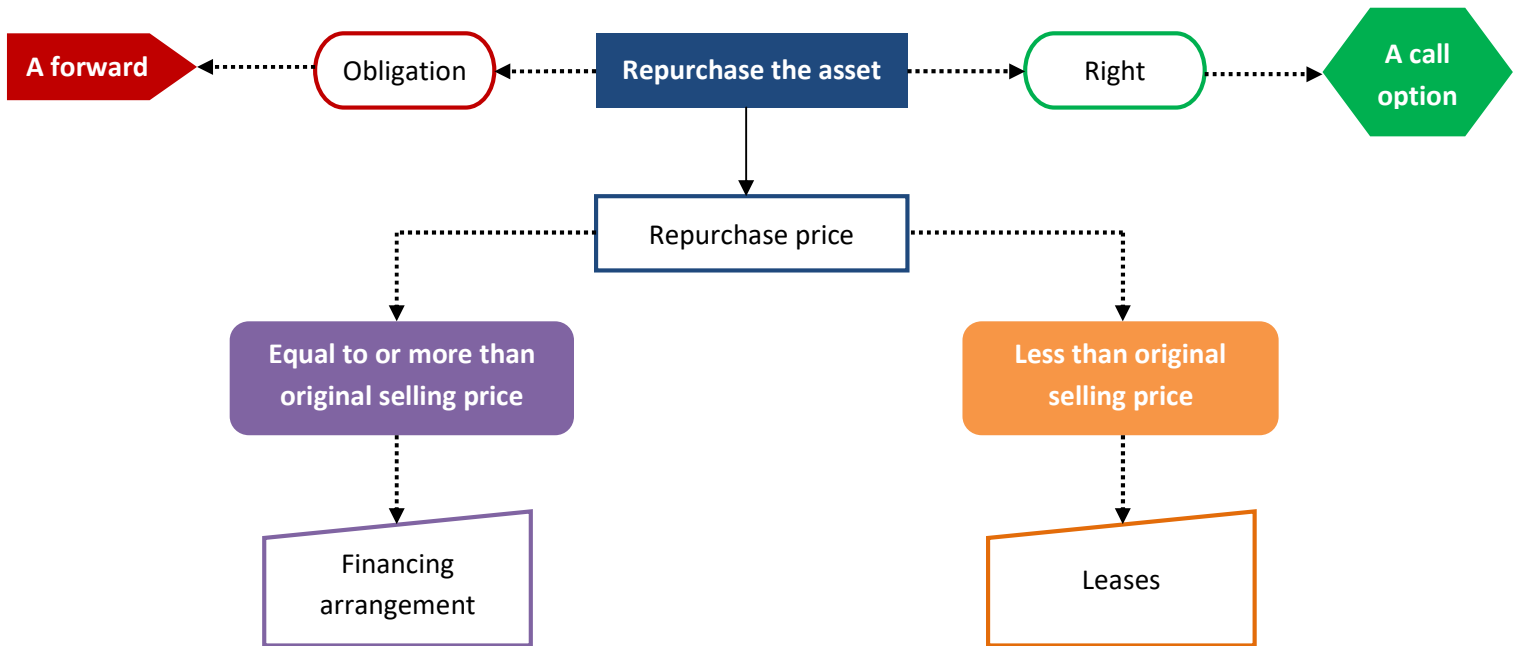 A forward
Obligation
Repurchase the asset
Right
A call
option
Repurchase price
Equal to or more than
original selling price
Less than original
selling price
Financing
arrangement
Leases